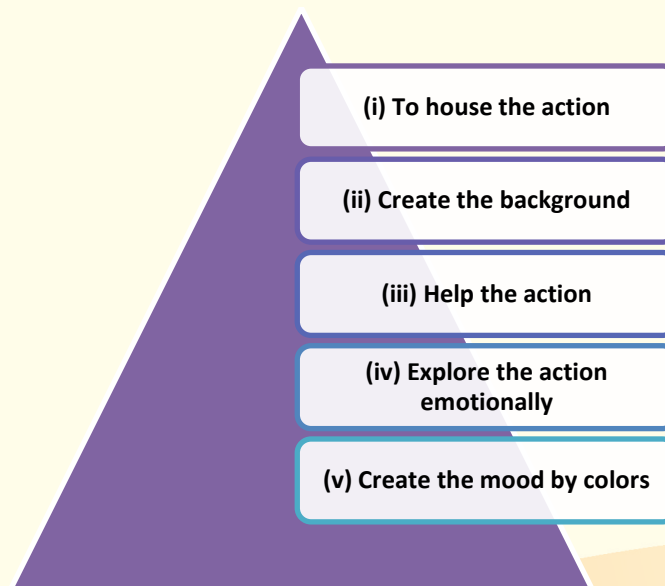 (i) To house the action
(ii) Create the background
(iii) Help the action
(iv) Explore the action
emotionally
(v) Create the mood by colors